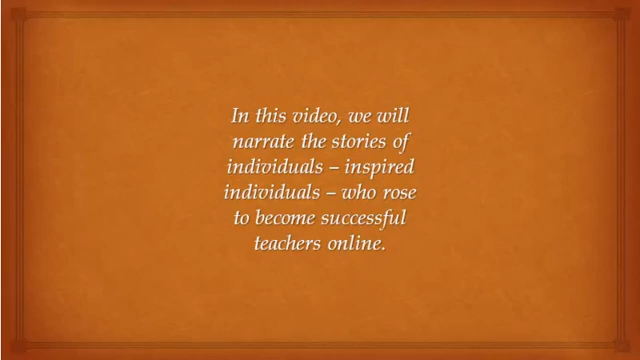 In this video, we will
narrate the stories of
individuals – inspired
individuals – who rose
to become successful
teachers online.